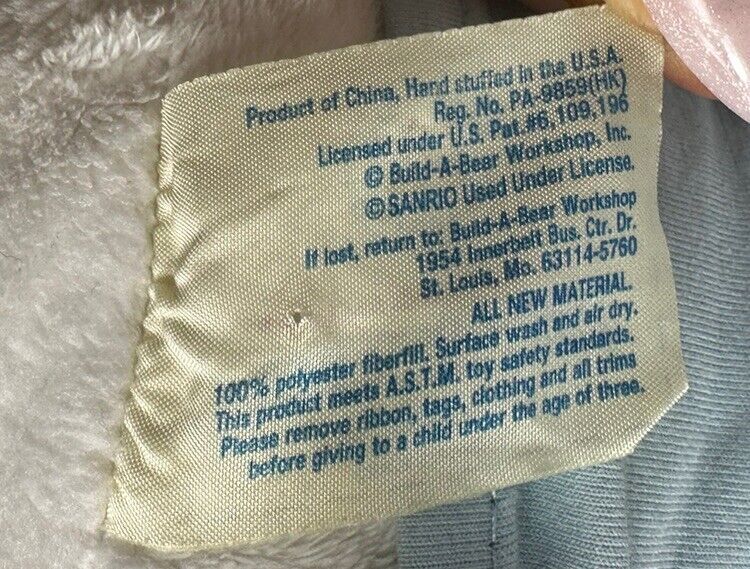 Product of China, Hand stuffed in the U.S.A.
Reg. No. PA-9859(HK)
Licensed under U.S. Pat.#6,109,196
© Build-A-Bear Workshop, Inc.
©SANRIO Used Under License.
If lost, return to: Build-A-Bear Workshop
1954 Innerbelt Bus. Ctr. Dr.
St. Louis, Mo. 63114-5760
ALL NEW MATERIAL.
100% polyester fiberfill. Surface wash and air dry.
This product meets A.S.T.M. toy safety standards.
Please remove ribbon, tags, clothing and all trims
before giving to a child under the age of three.